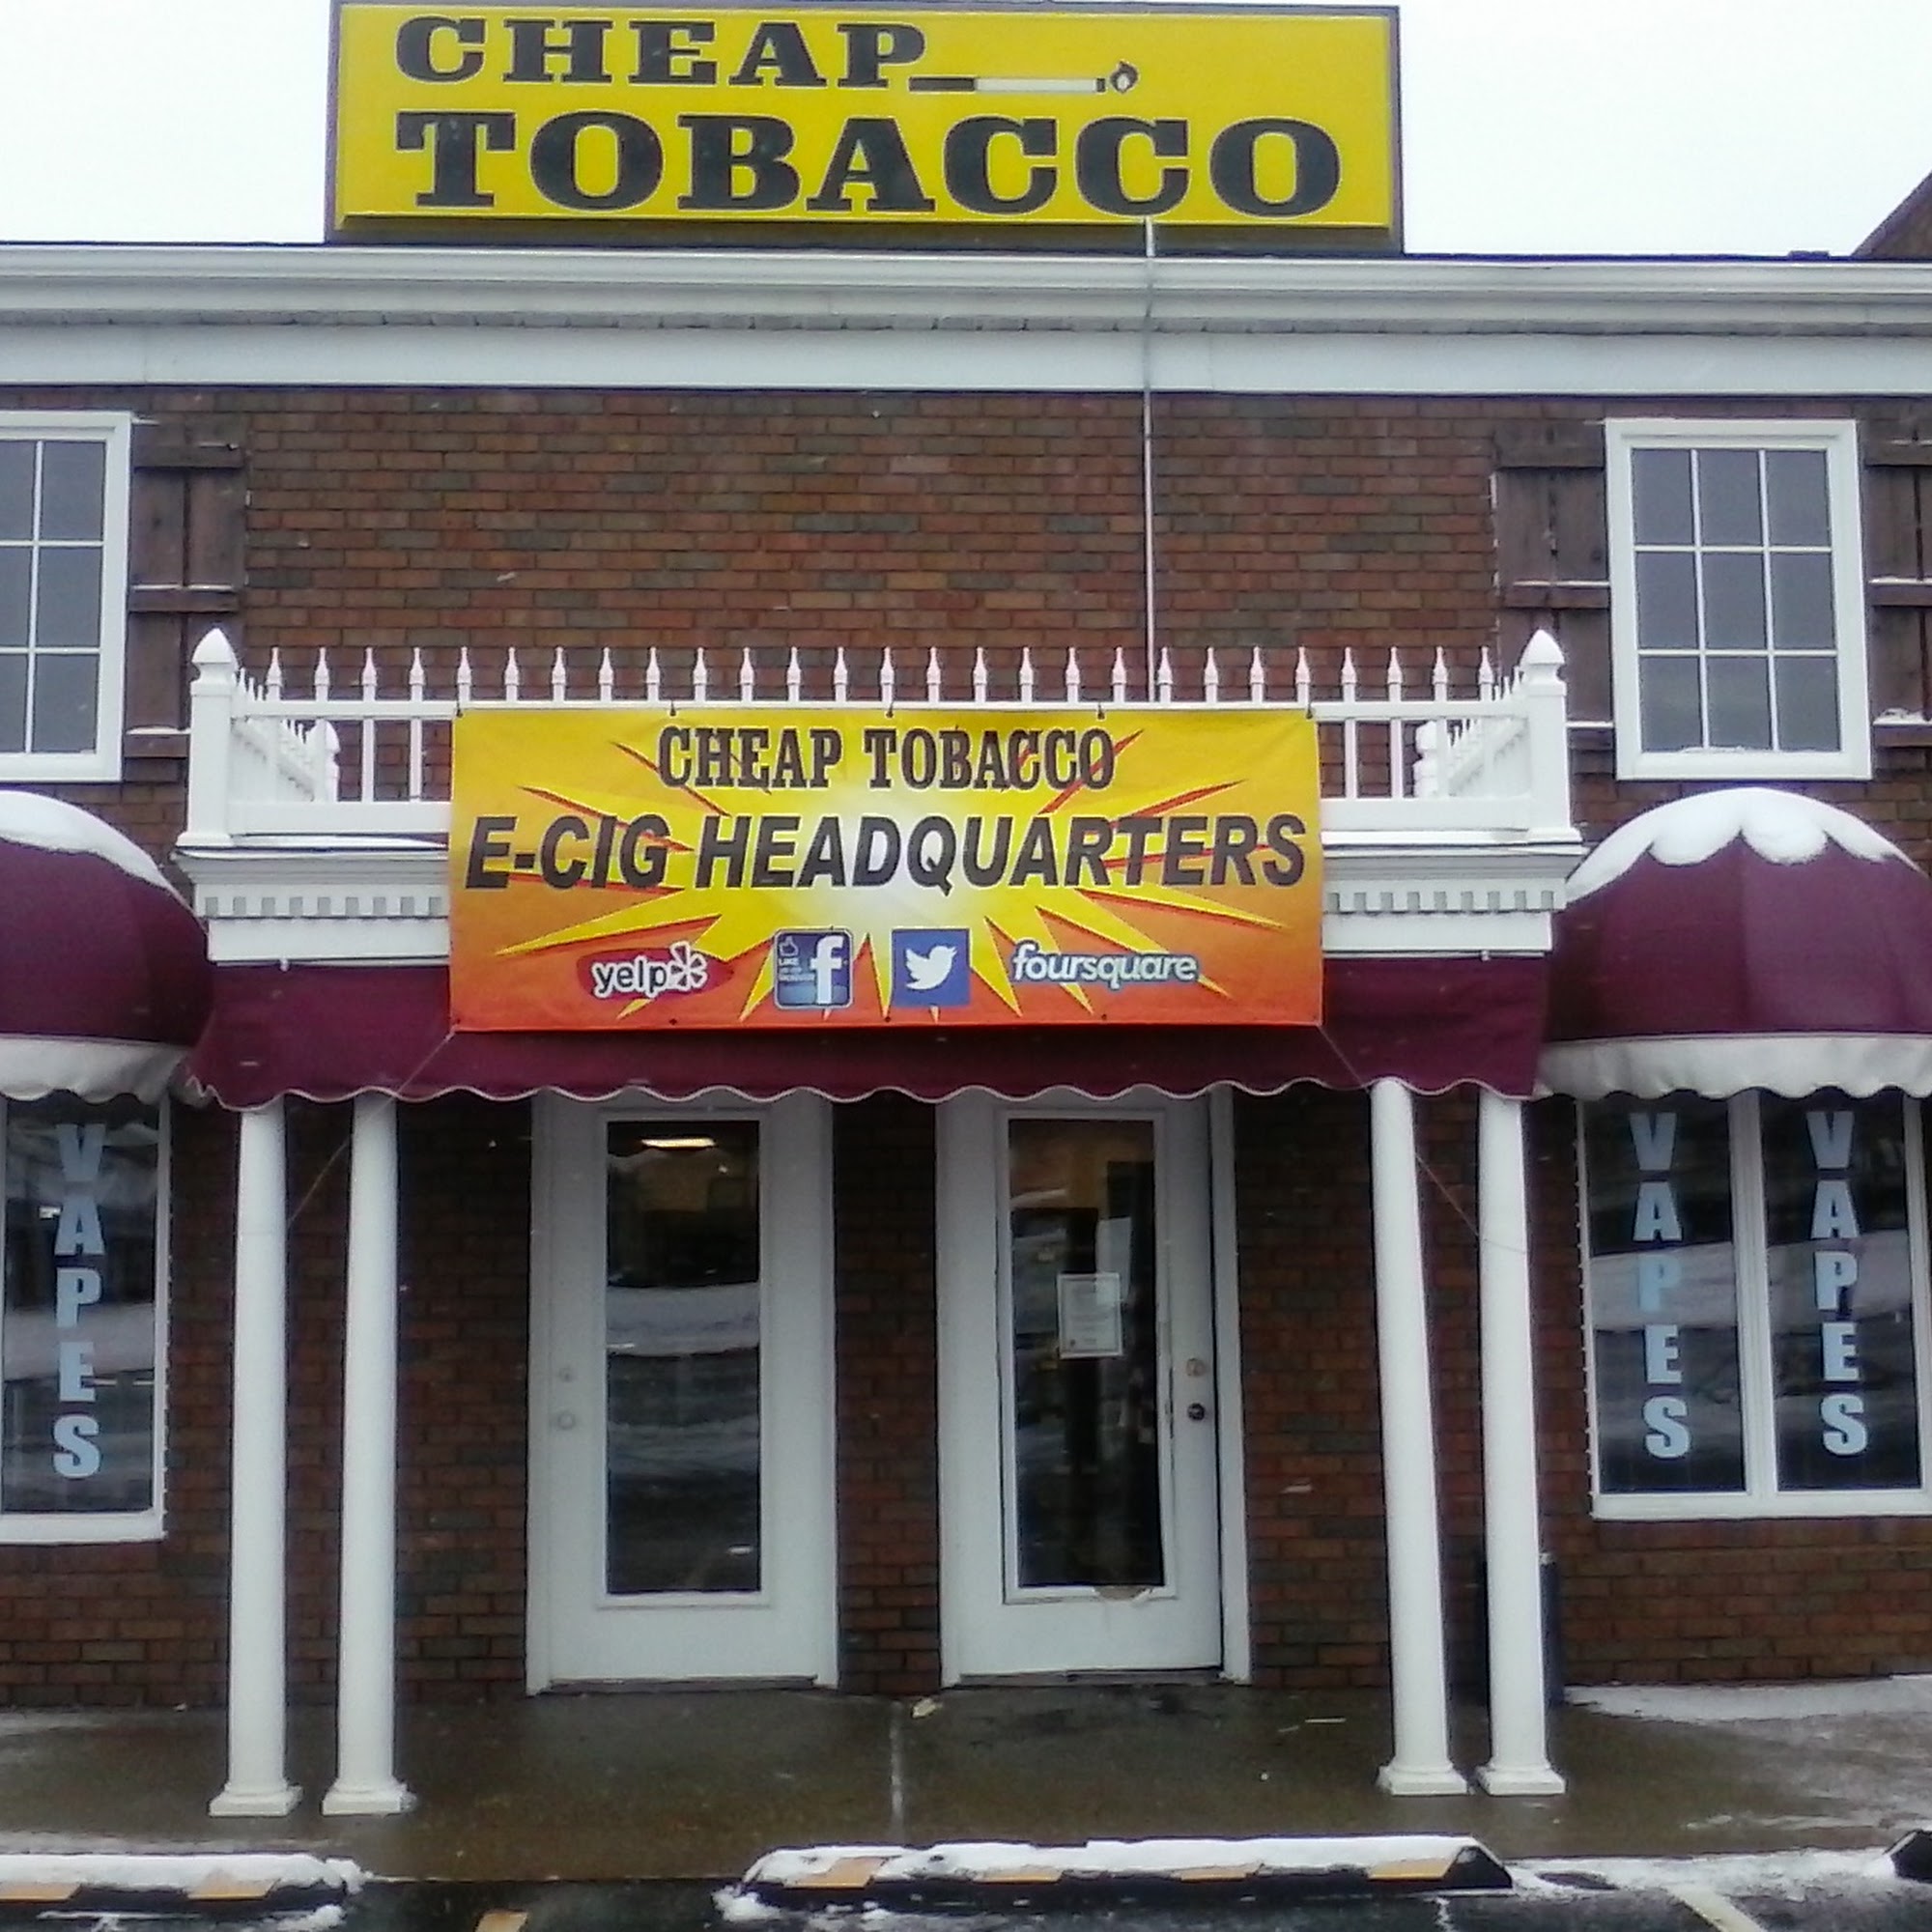 CHEAP
TOBACCO
CHEAP TOBACCO
E-CIG HEADQUARTERS
yelp
f
foursquare
VAPES
VAPES
VAPES